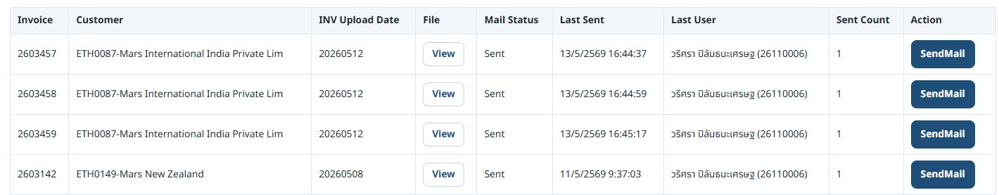 Invoice Customer INV Upload Date File Mail Status Last Sent Last User Sent Count Action
2603457 ETH0087-Mars International India Private Lim 20260512 View Sent 13/5/2569 16:44:37 วริศรา ปิลันธนะเศรษฐ (26110006) 1 SendMail
2603458 ETH0087-Mars International India Private Lim 20260512 View Sent 13/5/2569 16:44:59 วริศรา ปิลันธนะเศรษฐ (26110006) 1 SendMail
2603459 ETH0087-Mars International India Private Lim 20260512 View Sent 13/5/2569 16:45:17 วริศรา ปิลันธนะเศรษฐ (26110006) 1 SendMail
2603142 ETH0149-Mars New Zealand 20260508 View Sent 11/5/2569 9:37:03 วริศรา ปิลันธนะเศรษฐ (26110006) 1 SendMail